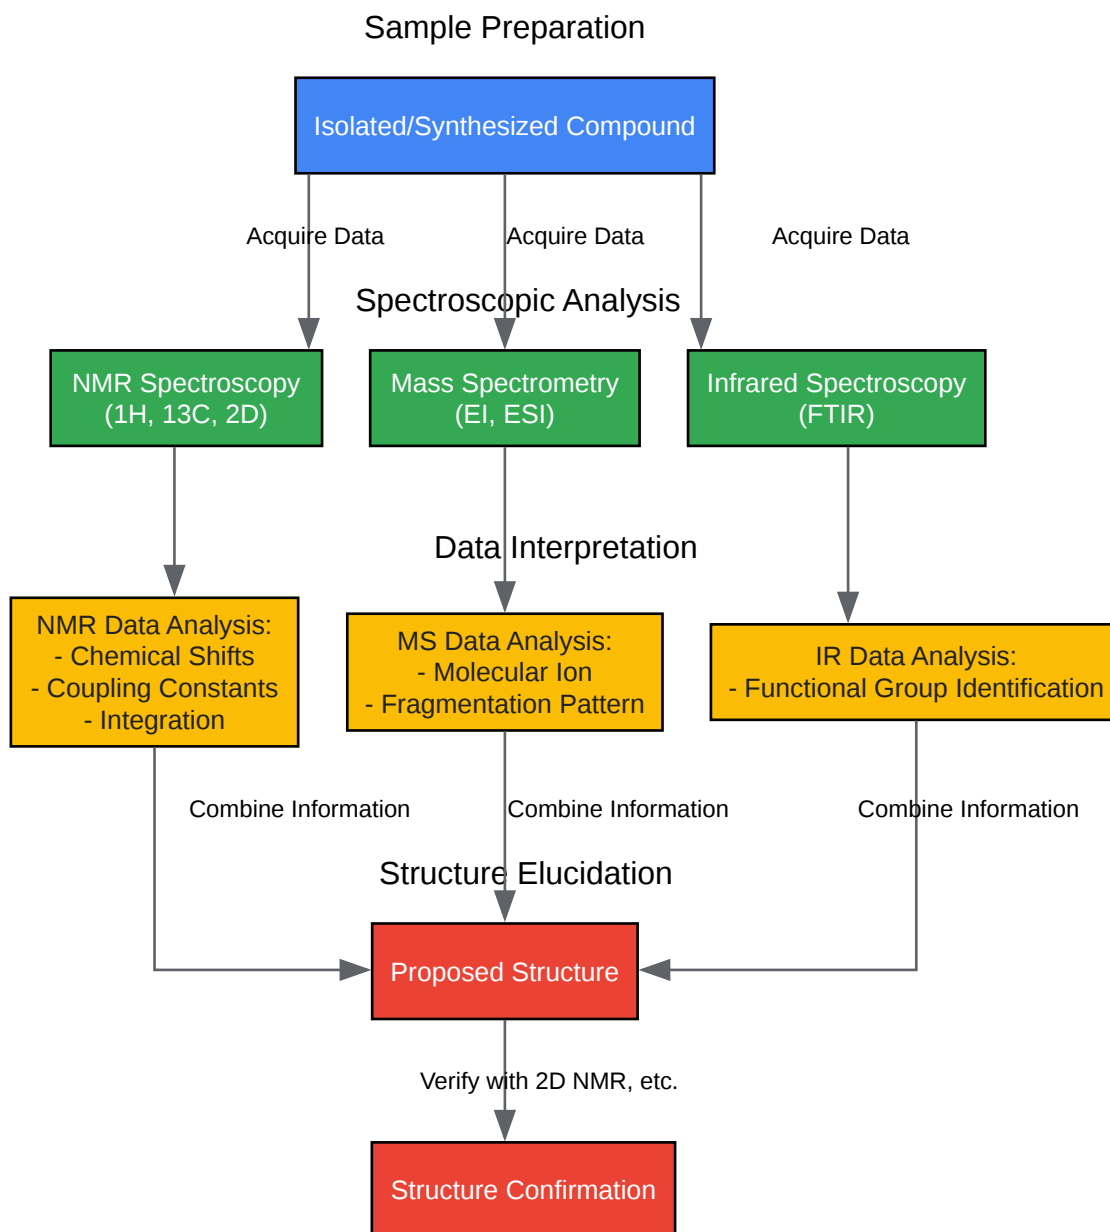 Sample Preparation
Isolated/Synthesized Compound
Acquire Data
Acquire Data
Acquire Data
Spectroscopic Analysis
NMR Spectroscopy
(1H, 13C, 2D)
Mass Spectrometry
(EI, ESI)
Infrared Spectroscopy
(FTIR)
Data Interpretation
NMR Data Analysis:
- Chemical Shifts
- Coupling Constants
- Integration
MS Data Analysis:
- Molecular Ion
- Fragmentation Pattern
IR Data Analysis:
- Functional Group Identification
Combine Information
Combine Information
Combine Information
Structure Elucidation
Proposed Structure
Verify with 2D NMR, etc.
Structure Confirmation